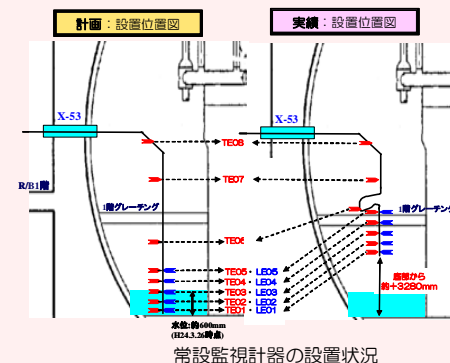 計画：設置位置図
実績：設置位置図
X-53
X-53
TE08
TE07
R/B1階
1階グレーチング
1階グレーチング
TE06
TE05・LE05
TE04・LE04
TE03・LE03
TE02・LE02
TE01・LE01
底部から
約+3280mm
水位:約600mm
(H24.3.26時点)
常設監視計器の設置状況